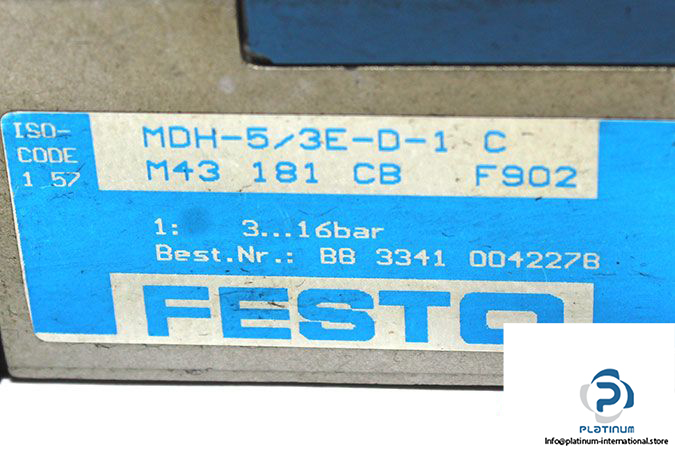 ISO-
CODE
1 57
MDH-5/3E-D-1 C
M43 181 CB F902
1: 3...16bar
Best.Nr.: BB 3341 0042278
FESTO
PLATINUM
Info@platinum-international.store